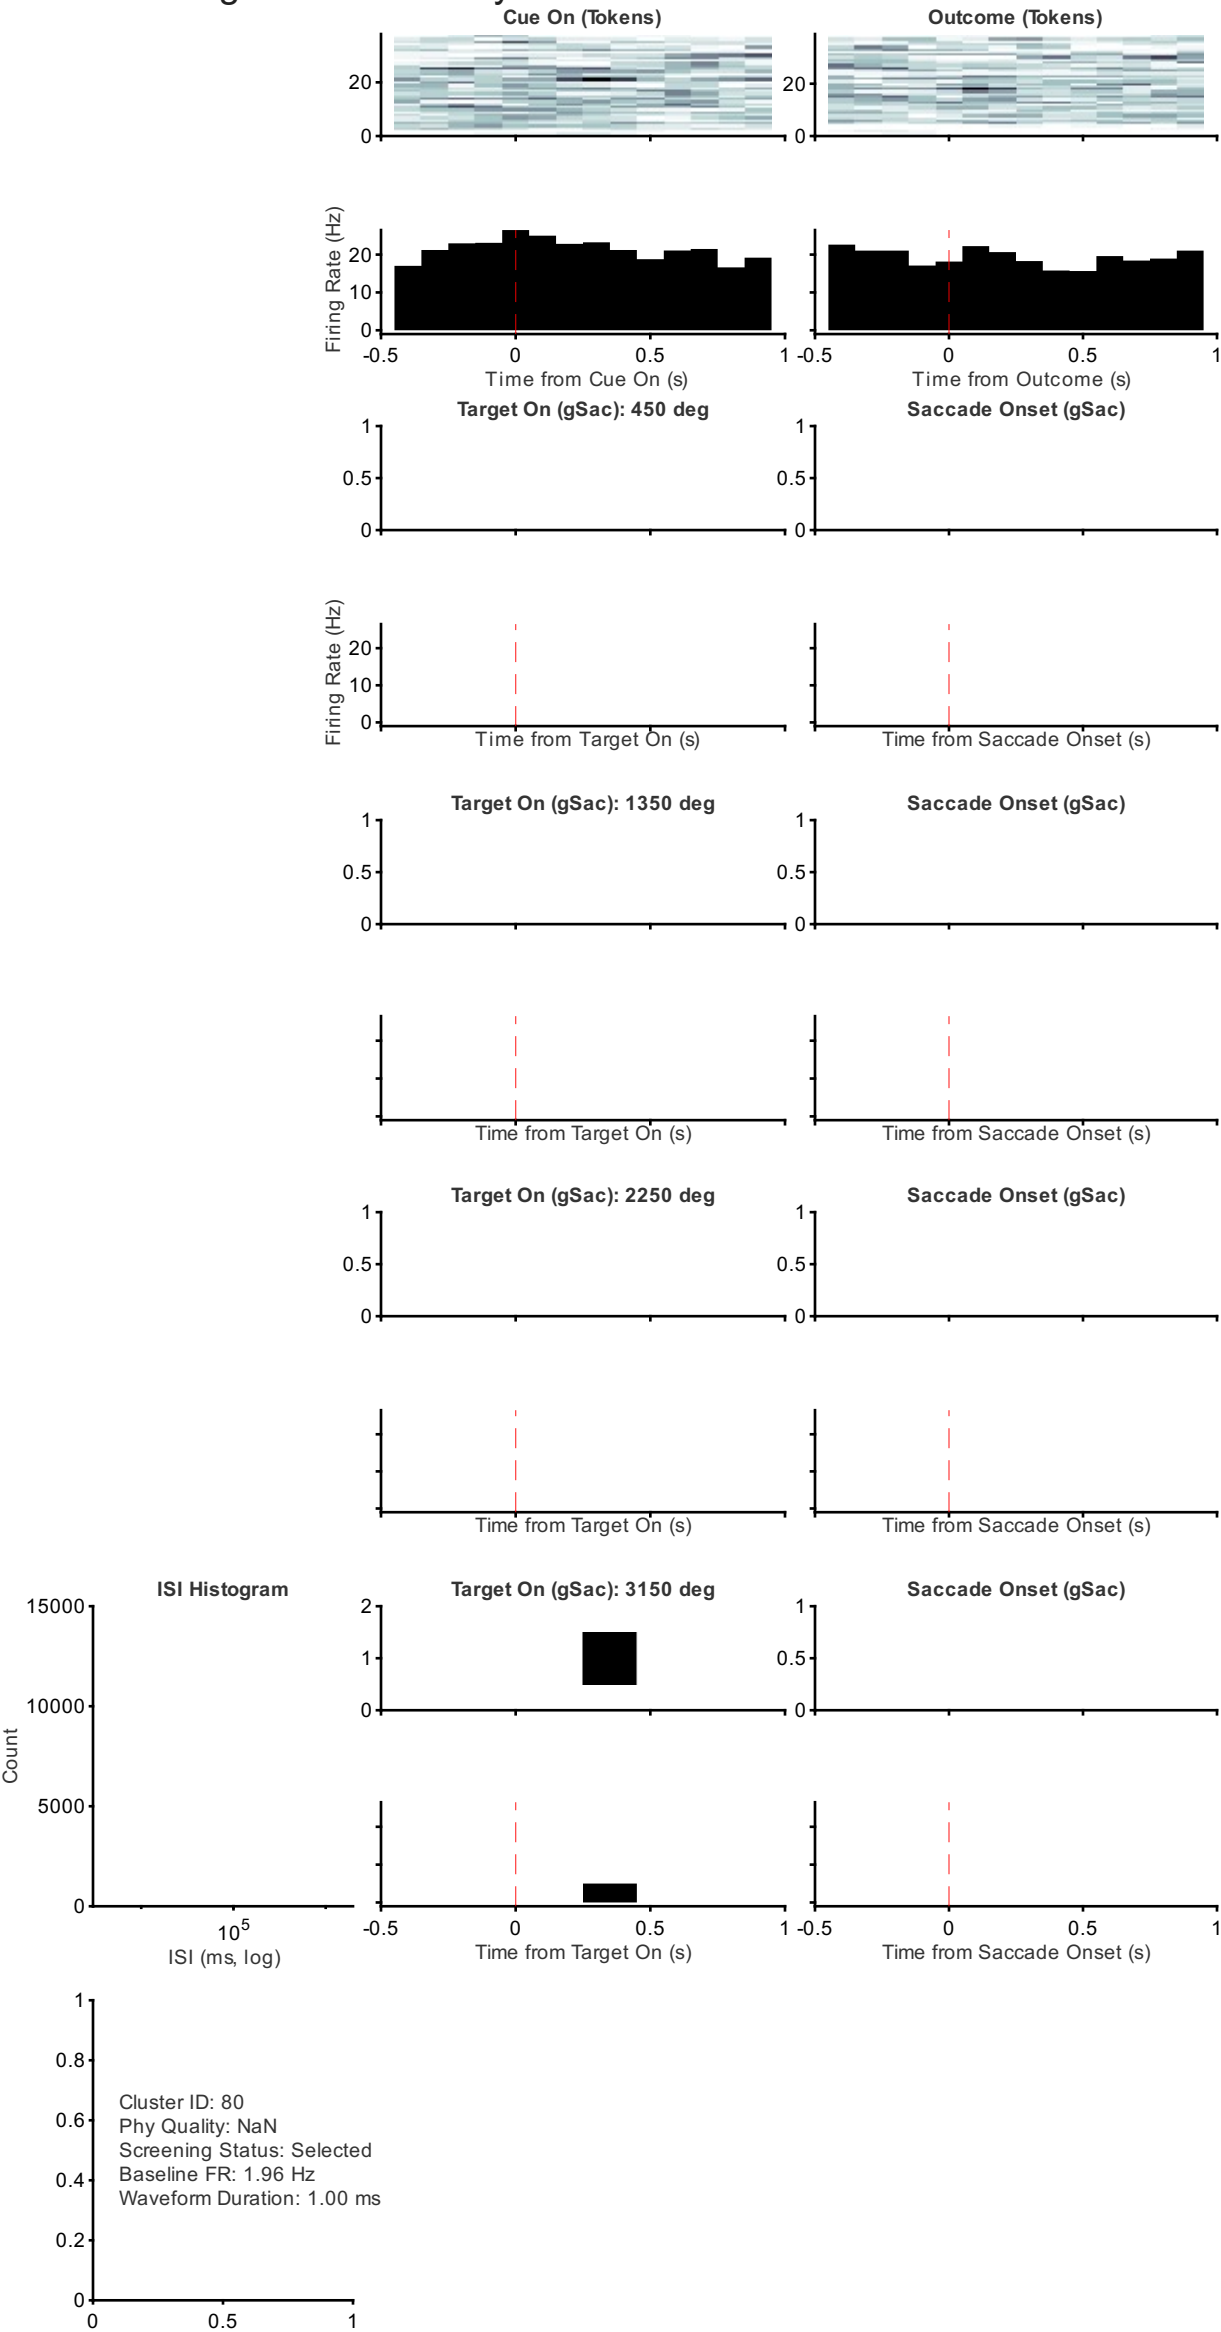 Cue On (Tokens)
Outcome (Tokens)
20
0
20
0
Firing Rate (Hz)
20
10
0
-0.5
0
0.5
1
-0.5
0
0.5
1
Time from Cue On (s)
Time from Outcome (s)
Target On (gSac): 450 deg
Saccade Onset (gSac)
1
0.5
0
1
0.5
0
Firing Rate (Hz)
20
10
0
Time from Target On (s)
Time from Saccade Onset (s)
Target On (gSac): 1350 deg
Saccade Onset (gSac)
1
0.5
0
1
0.5
0
Time from Target On (s)
Time from Saccade Onset (s)
Target On (gSac): 2250 deg
Saccade Onset (gSac)
1
0.5
0
1
0.5
0
Time from Target On (s)
Time from Saccade Onset (s)
ISI Histogram
Target On (gSac): 3150 deg
Saccade Onset (gSac)
15000
10000
5000
0
Count
10^5
ISI (ms, log)
2
1
0
1
0.5
0
-0.5
0
0.5
1
-0.5
0
0.5
1
Time from Target On (s)
Time from Saccade Onset (s)
1
0.8
0.6
0.4
0.2
0
Cluster ID: 80
Phy Quality: NaN
Screening Status: Selected
Baseline FR: 1.96 Hz
Waveform Duration: 1.00 ms
0
0.5
1